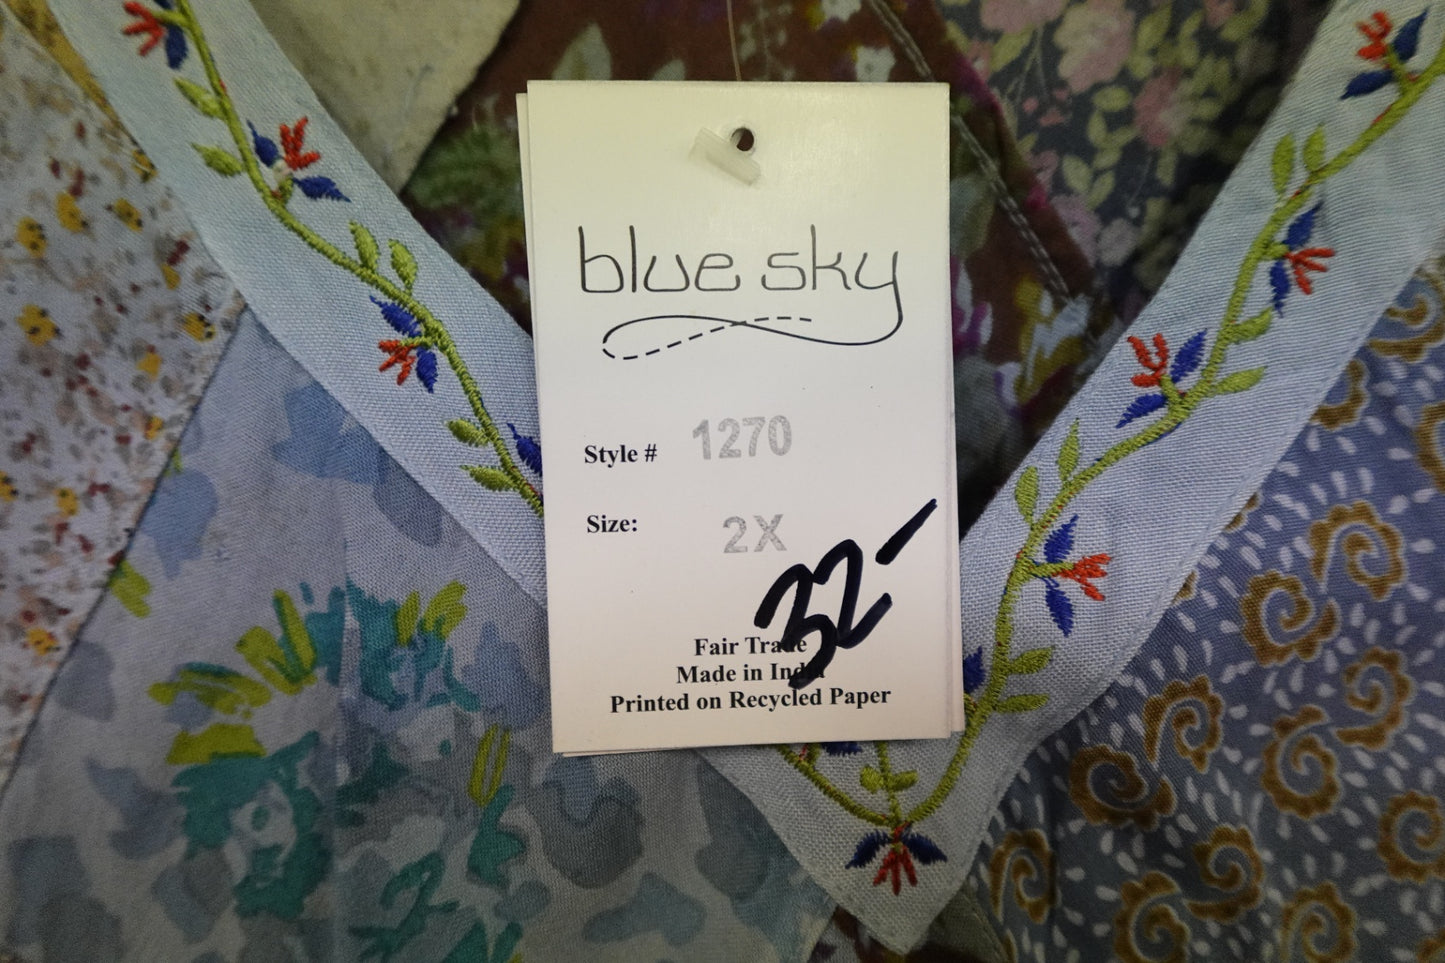 blue sky
Style # 1270
Size: 2X
32-
Fair Trade
Made in India
Printed on Recycled Paper